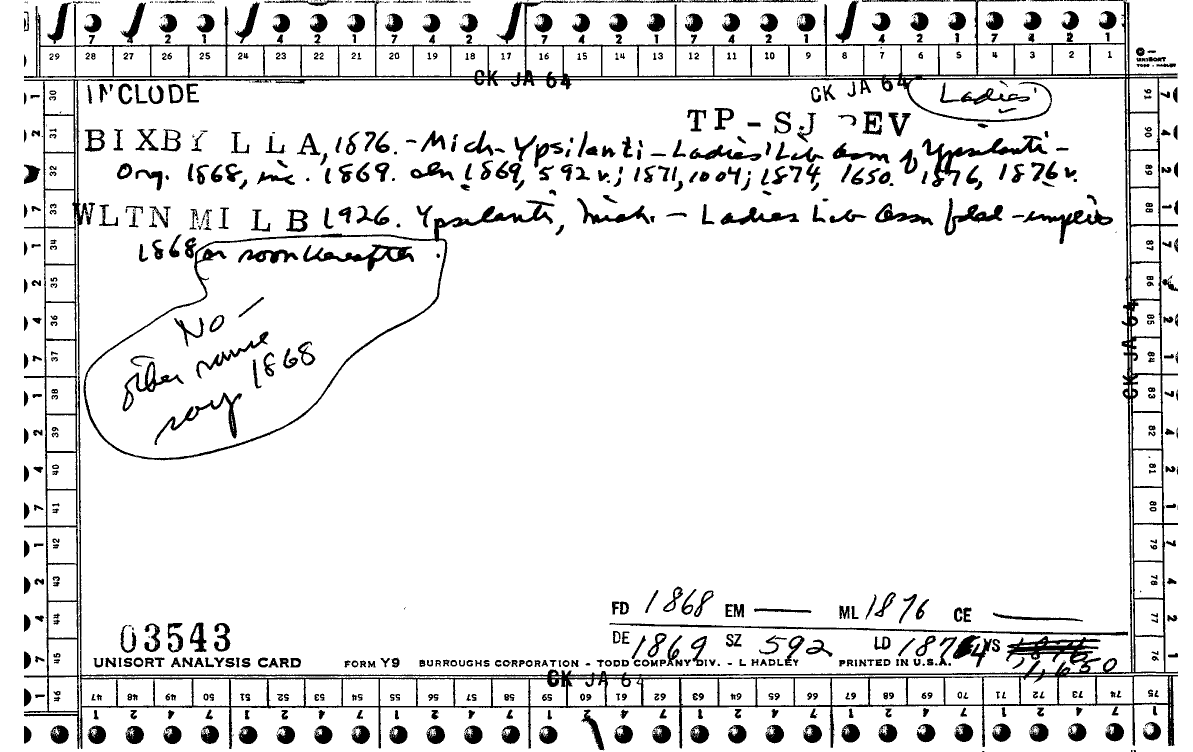 7 4 2 1 7 4 2 1 7 4 2 1 7 4 2 1 7 4 2 1 7 4 2 1 7 4 2 1
29 28 27 26 25 24 23 22 21 20 19 18 17 16 15 14 13 12 11 10 9 8 7 6 5 4 3 2 1
UNISORT
TODD - HADLEY
CK JA 64
CK JA 64
Ladies'
INCLUDE
TP-SJ DEV
BIXBY L L A, 1876. - Mich - Ypsilanti - Ladies' Lib Assn of Ypsilanti -
Org. 1868, inc. 1869. 1869, 592 v.; 1871, 1004; 1874, 1650. 1876, 1876 v.
WLTN MI L B 1926. Ypsilanti, Mich. - Ladies Lib Assn fded - implies
1868 or soon thereafter.
No -
other name
say 1868
CK JA 64
30 31 32 33 34 35 36 37 38 39 40 41 42 43 44 45 46
91 90 89 88 87 86 85 84 83 82 81 80 79 78 77 76 75
FD 1868 EM — ML 1876 CE —
03543
DE 1869 SZ 592 LD 1874 YS
1,650
UNISORT ANALYSIS CARD FORM Y9 BURROUGHS CORPORATION - TODD COMPANY DIV. - L HADLEY PRINTED IN U.S.A.
CK JA 64
47 48 49 50 51 52 53 54 55 56 57 58 59 60 61 62 63 64 65 66 67 68 69 70 71 72 73 74 75
1 2 4 7 1 2 4 7 1 2 4 7 1 2 4 7 1 2 4 7 1 2 4 7 1 2 4 7 1